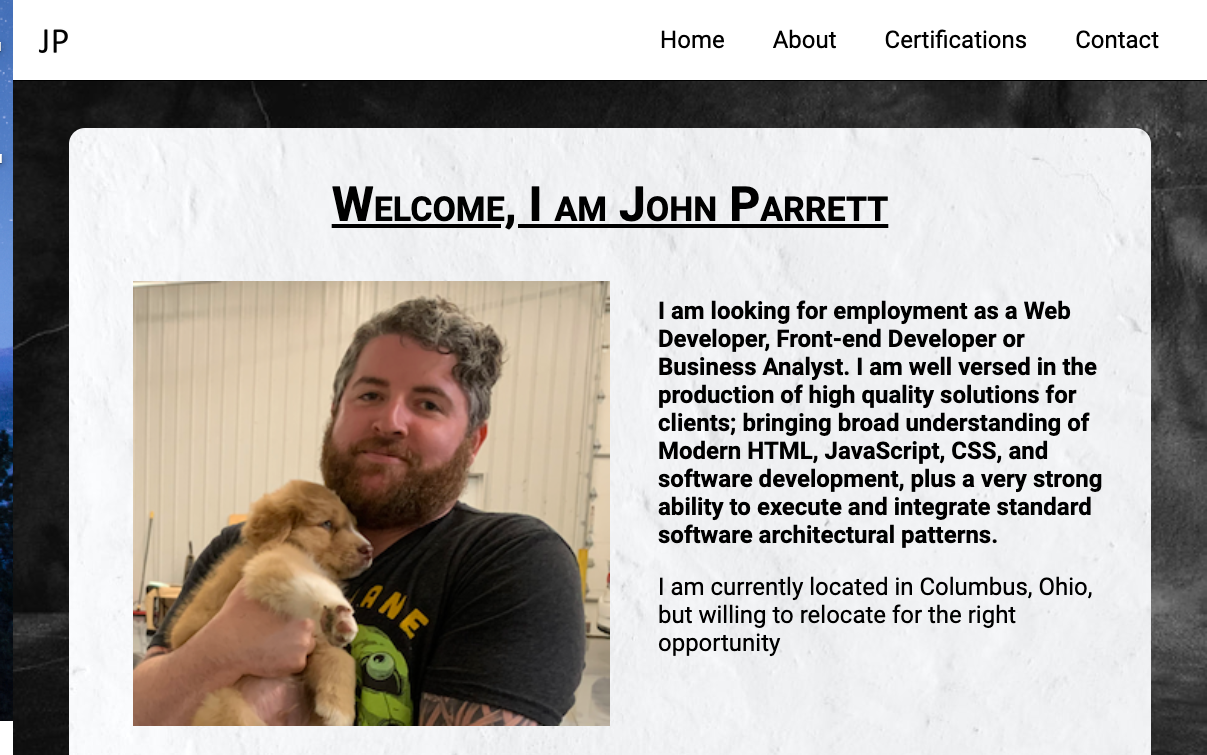 JP
Home About Certifications Contact
Welcome, I am John Parrett
I am looking for employment as a Web
Developer, Front-end Developer or
Business Analyst. I am well versed in the
production of high quality solutions for
clients; bringing broad understanding of
Modern HTML, JavaScript, CSS, and
software development, plus a very strong
ability to execute and integrate standard
software architectural patterns.
I am currently located in Columbus, Ohio,
but willing to relocate for the right
opportunity